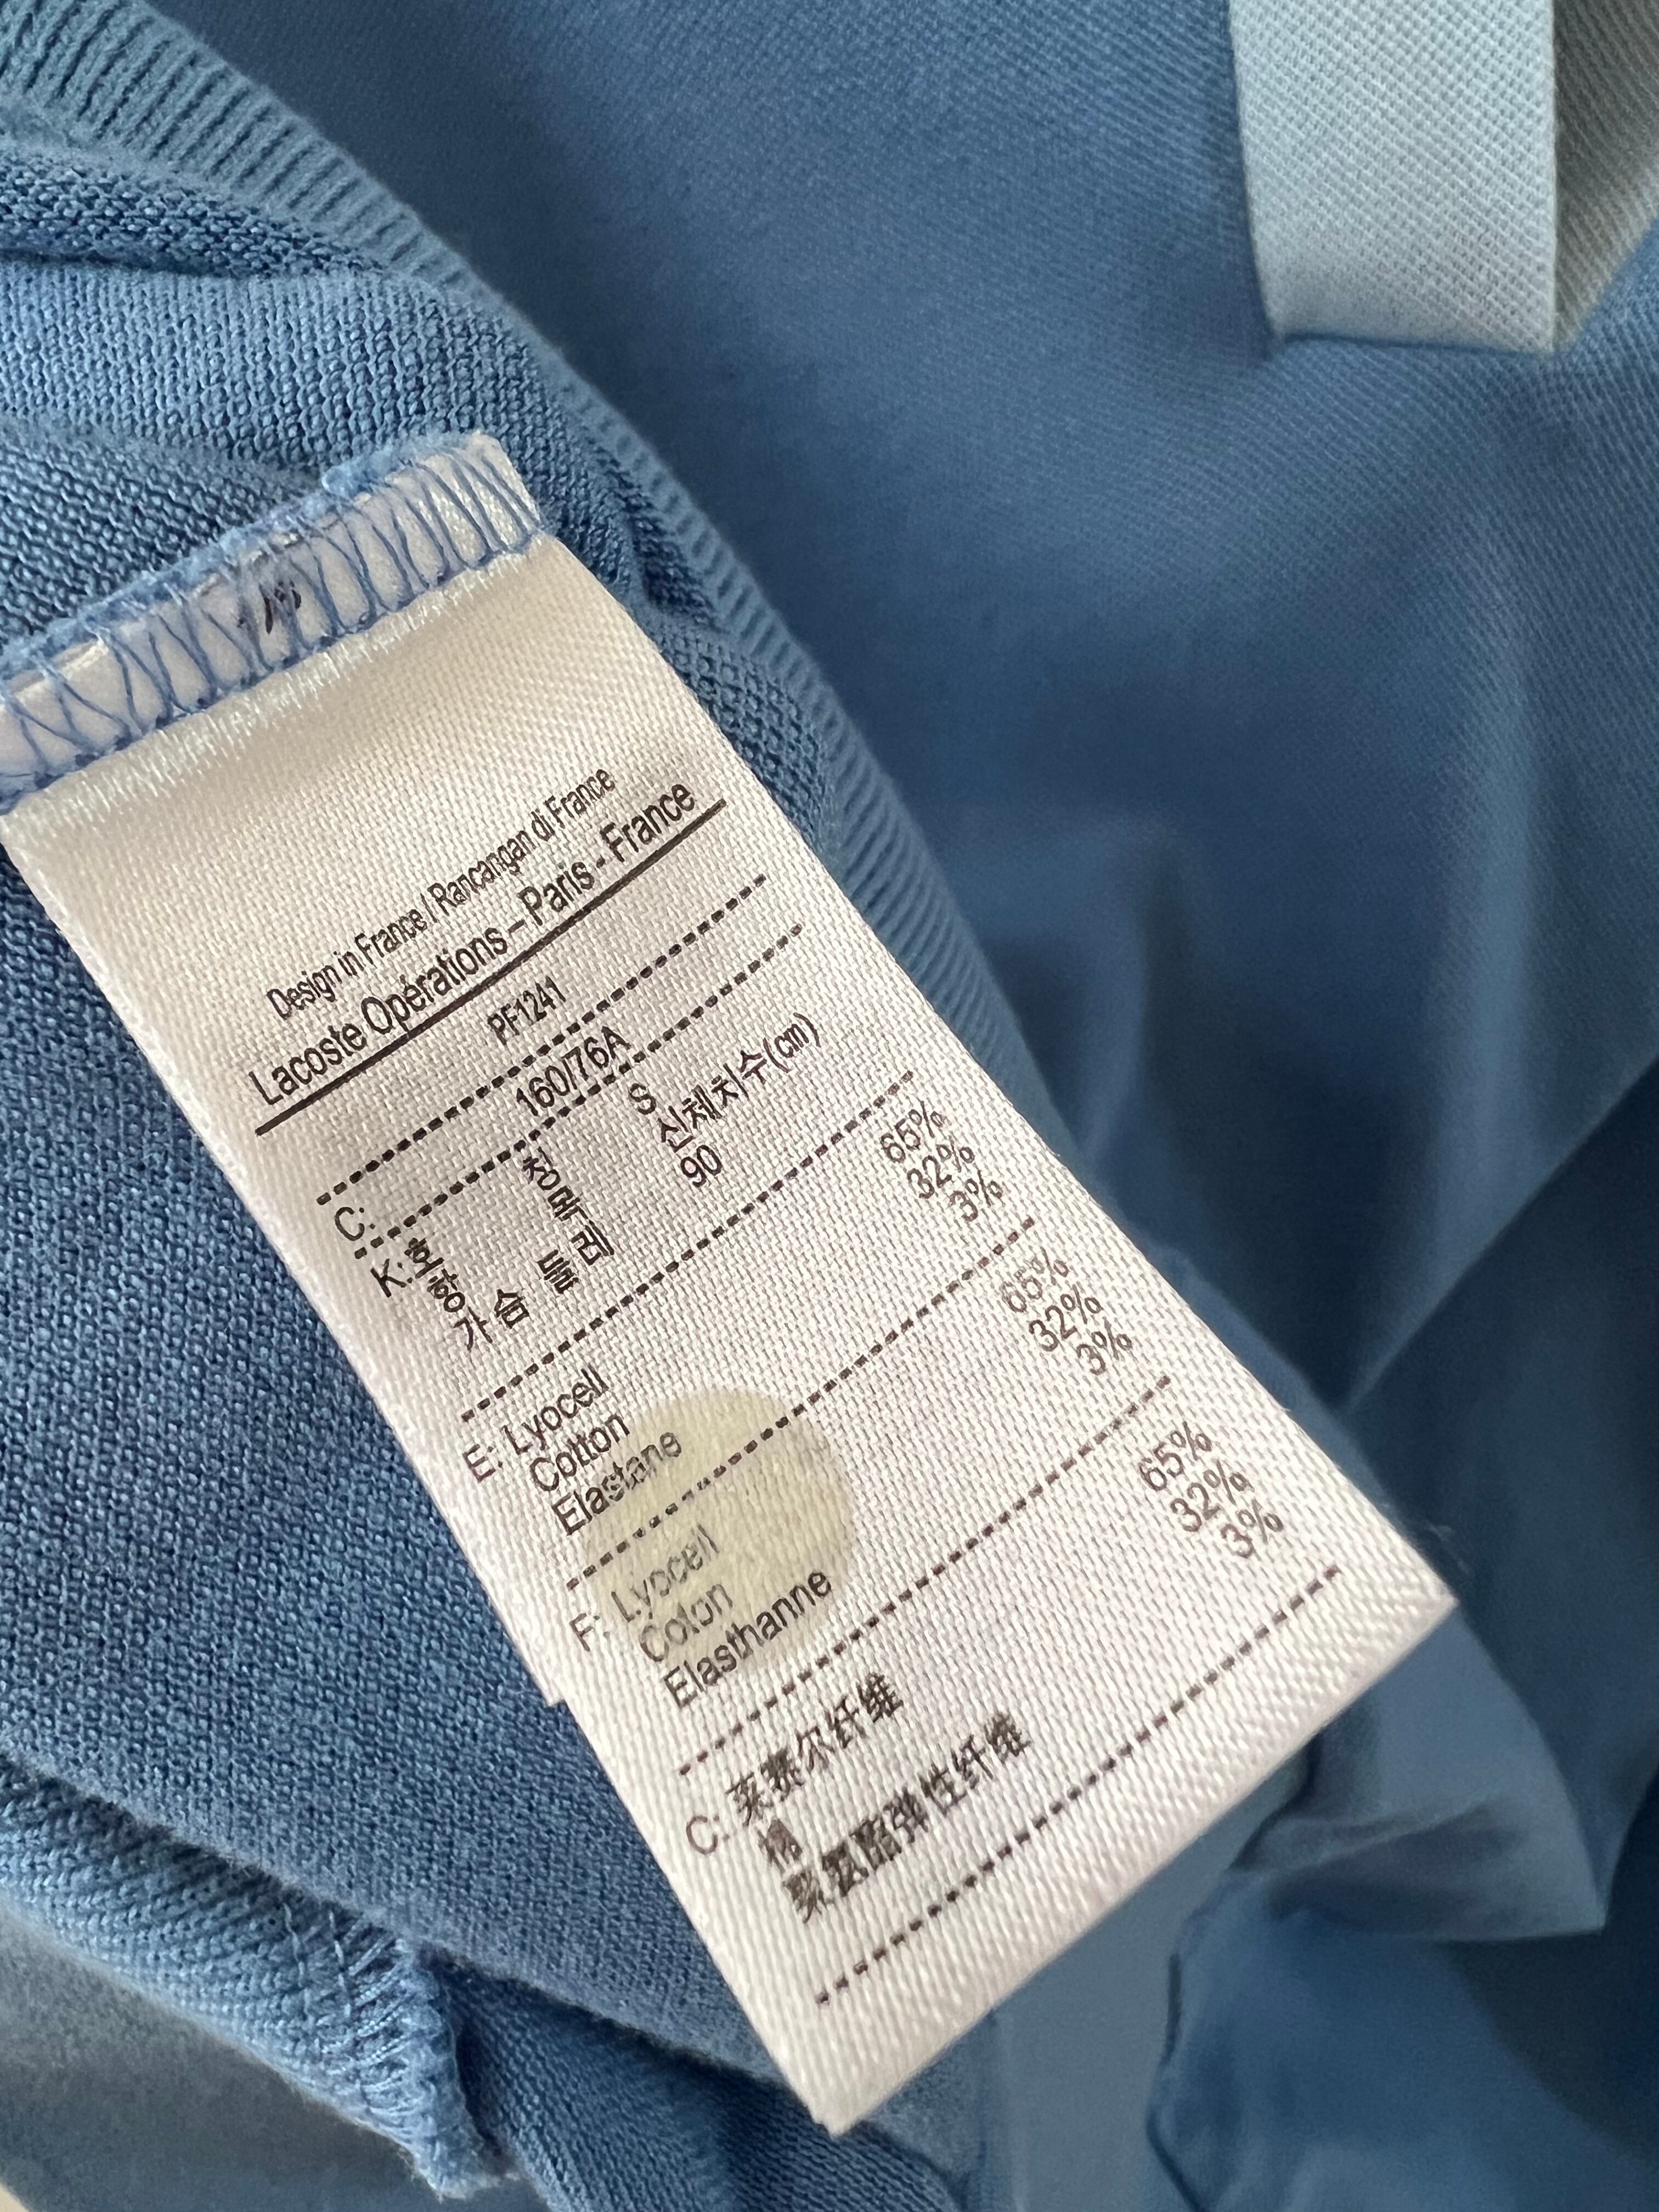 Design in France / Rancangan di France
Lacoste Opérations – Paris - France
PF1241
C: 160/76A
K: 호 칭 S
항 목 신체치수(cm)
가슴 둘레 90
E: Lyocell 65%
Cotton 32%
Elastane 3%
F: Lyocell 65%
Coton 32%
Elasthanne 3%
C: 莱赛尔纤维 65%
棉 32%
聚氨酯弹性纤维 3%